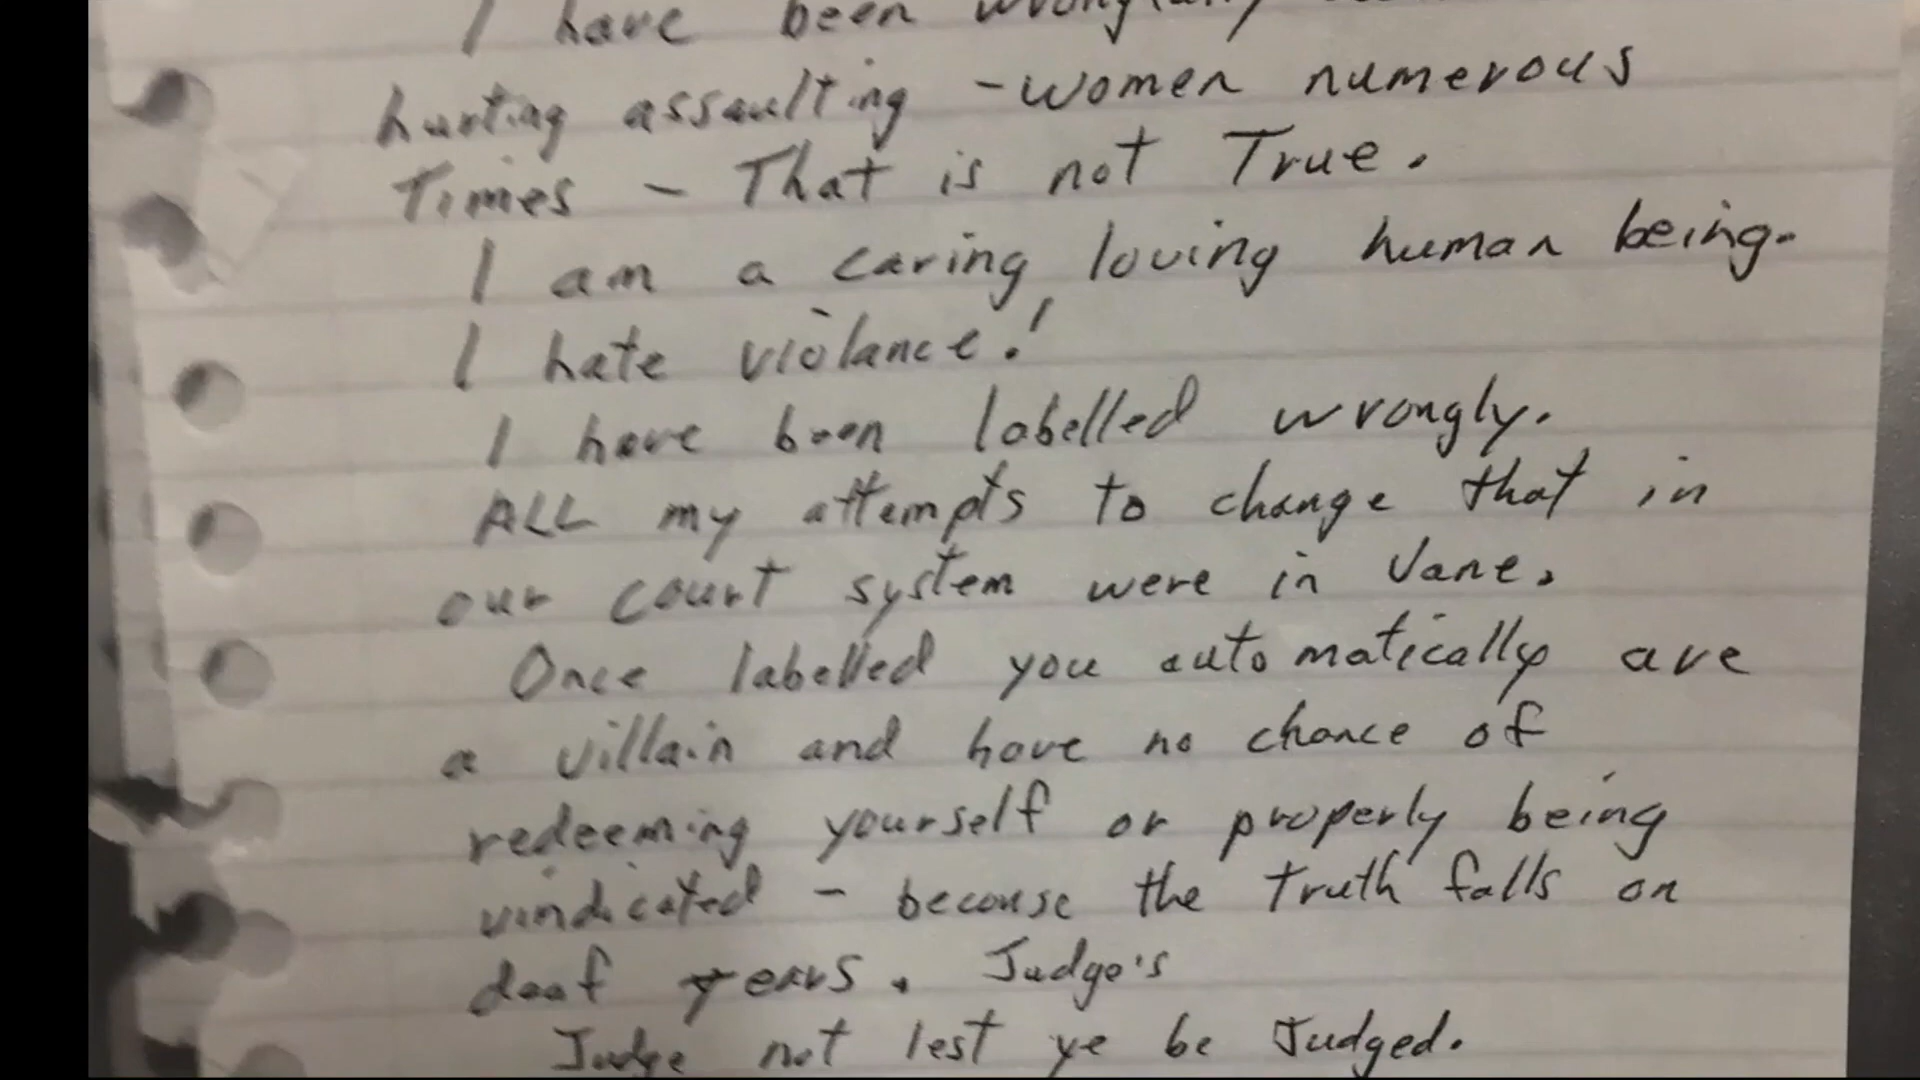 I have been wrongfully
hurting assaulting - women numerous
Times - That is not True.
I am a caring, loving human being.
I hate violance!
I have been labelled wrongly.
ALL my attempts to change that in
our court system were in Vane.
Once labelled you automatically are
a villain and have no chance of
redeeming yourself or properly being
vindicated - because the truth falls on
deaf ears. Judge's
Judge not lest ye be Judged.